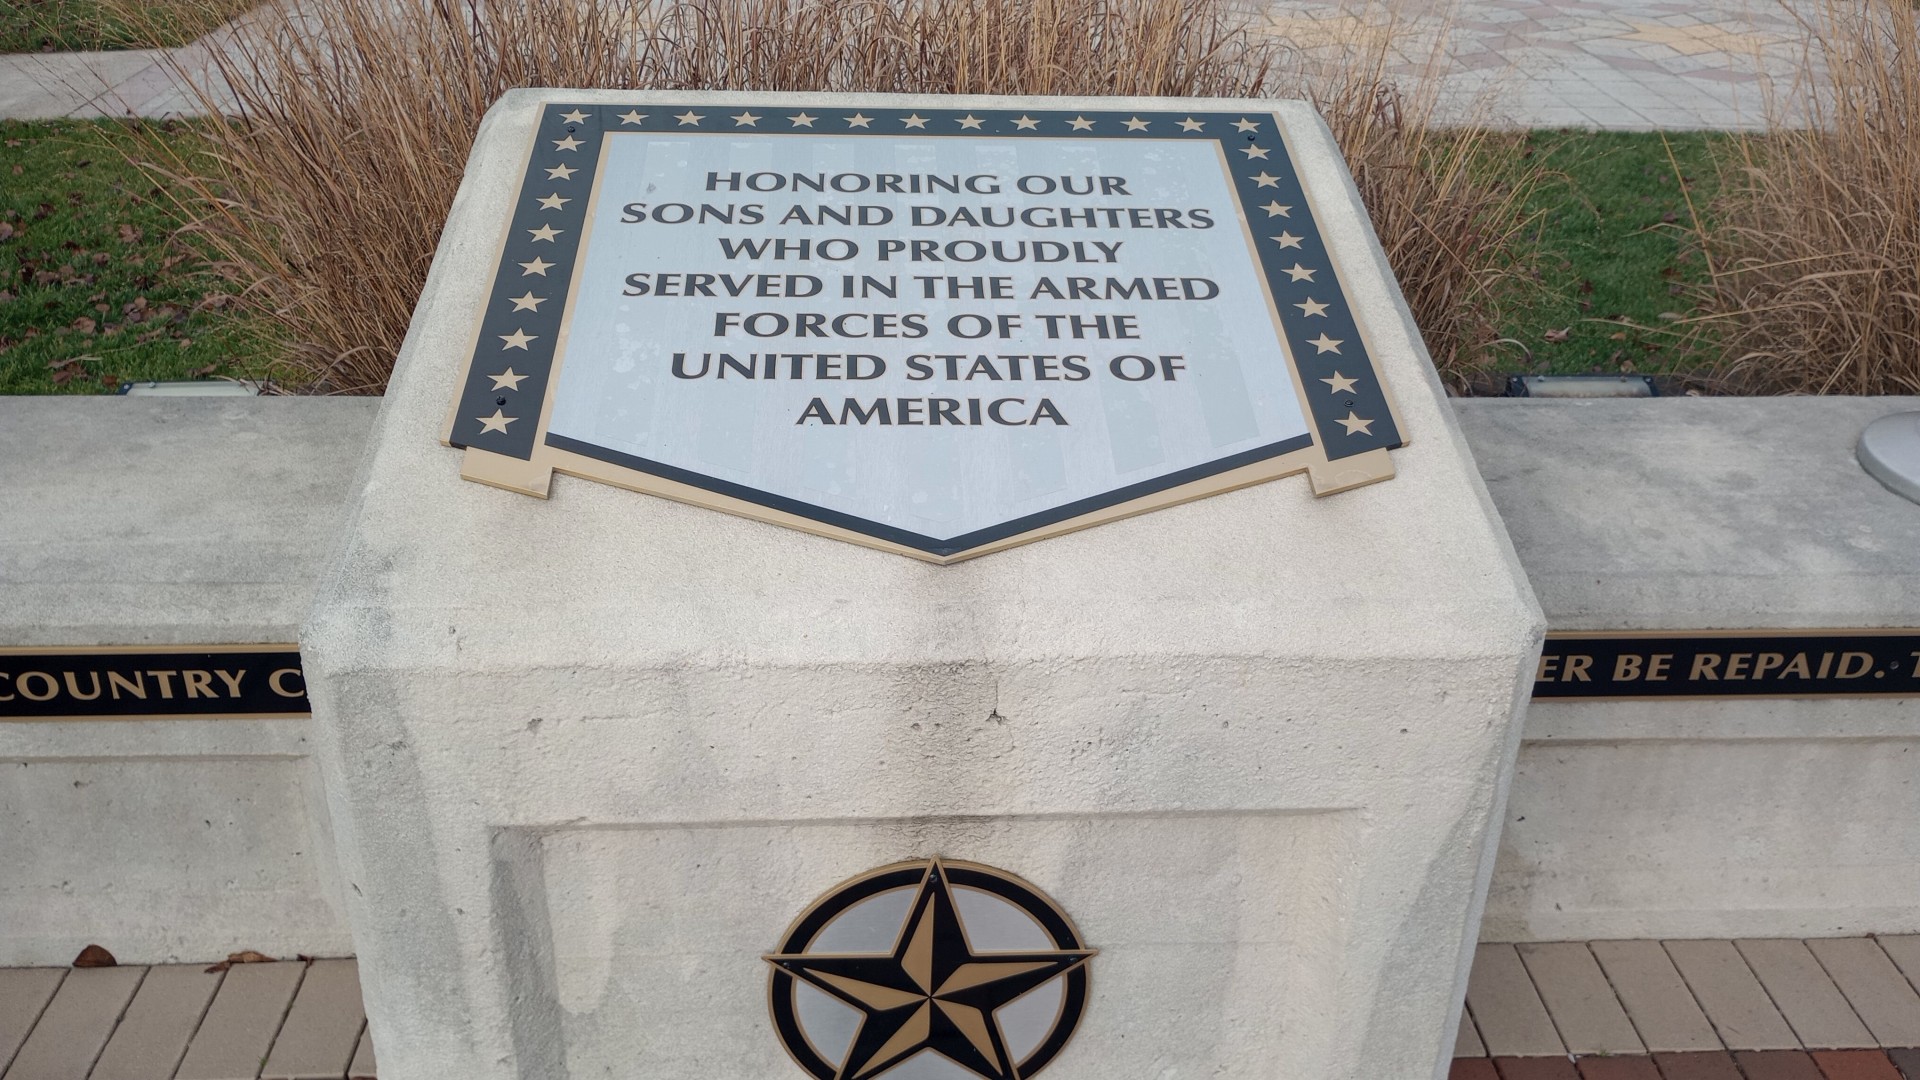 HONORING OUR
SONS AND DAUGHTERS
WHO PROUDLY
SERVED IN THE ARMED
FORCES OF THE
UNITED STATES OF
AMERICA
COUNTRY
BE REPAID.